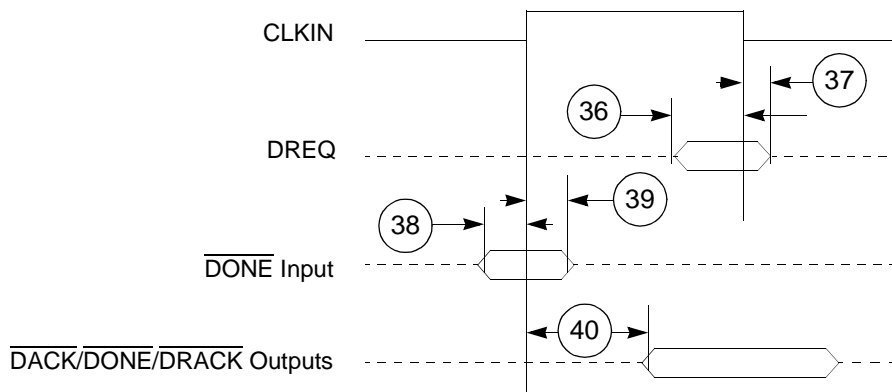 CLKIN
37
36
DREQ
39
38
DONE Input
40
DACK/DONE/DRACK Outputs